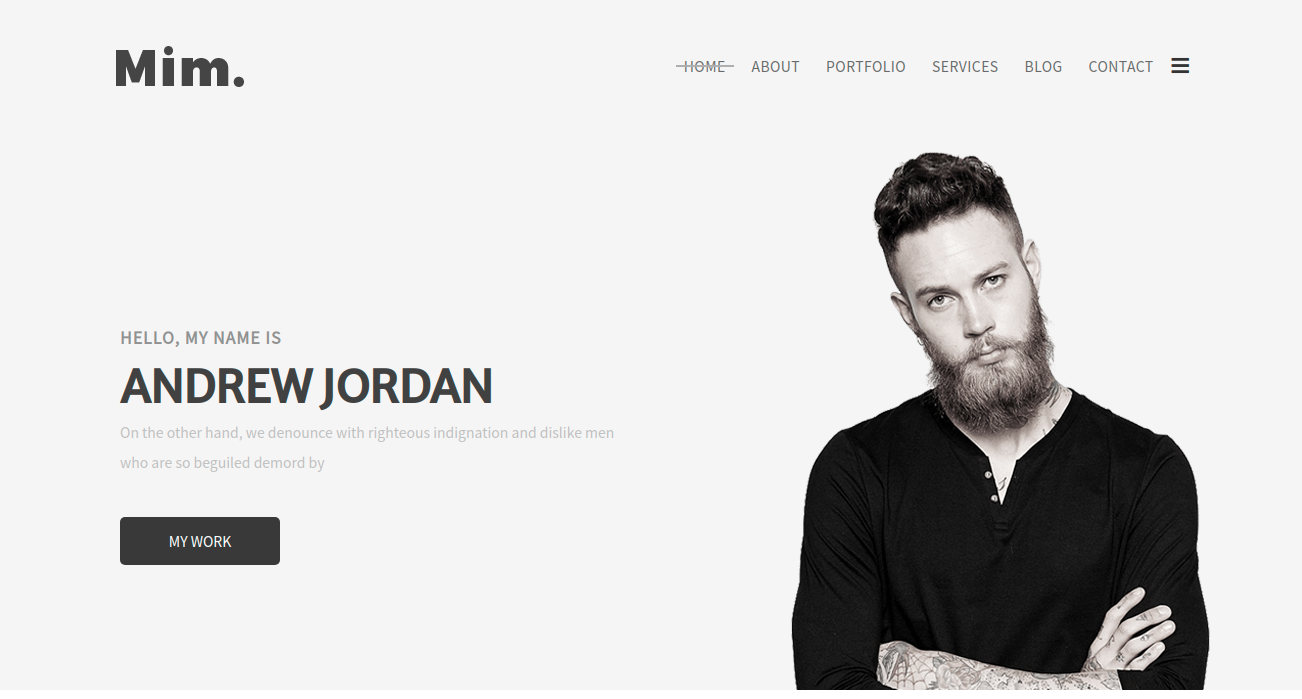 Mim.
HOME ABOUT PORTFOLIO SERVICES BLOG CONTACT
HELLO, MY NAME IS
ANDREW JORDAN
On the other hand, we denounce with righteous indignation and dislike men
who are so beguiled demord by
MY WORK